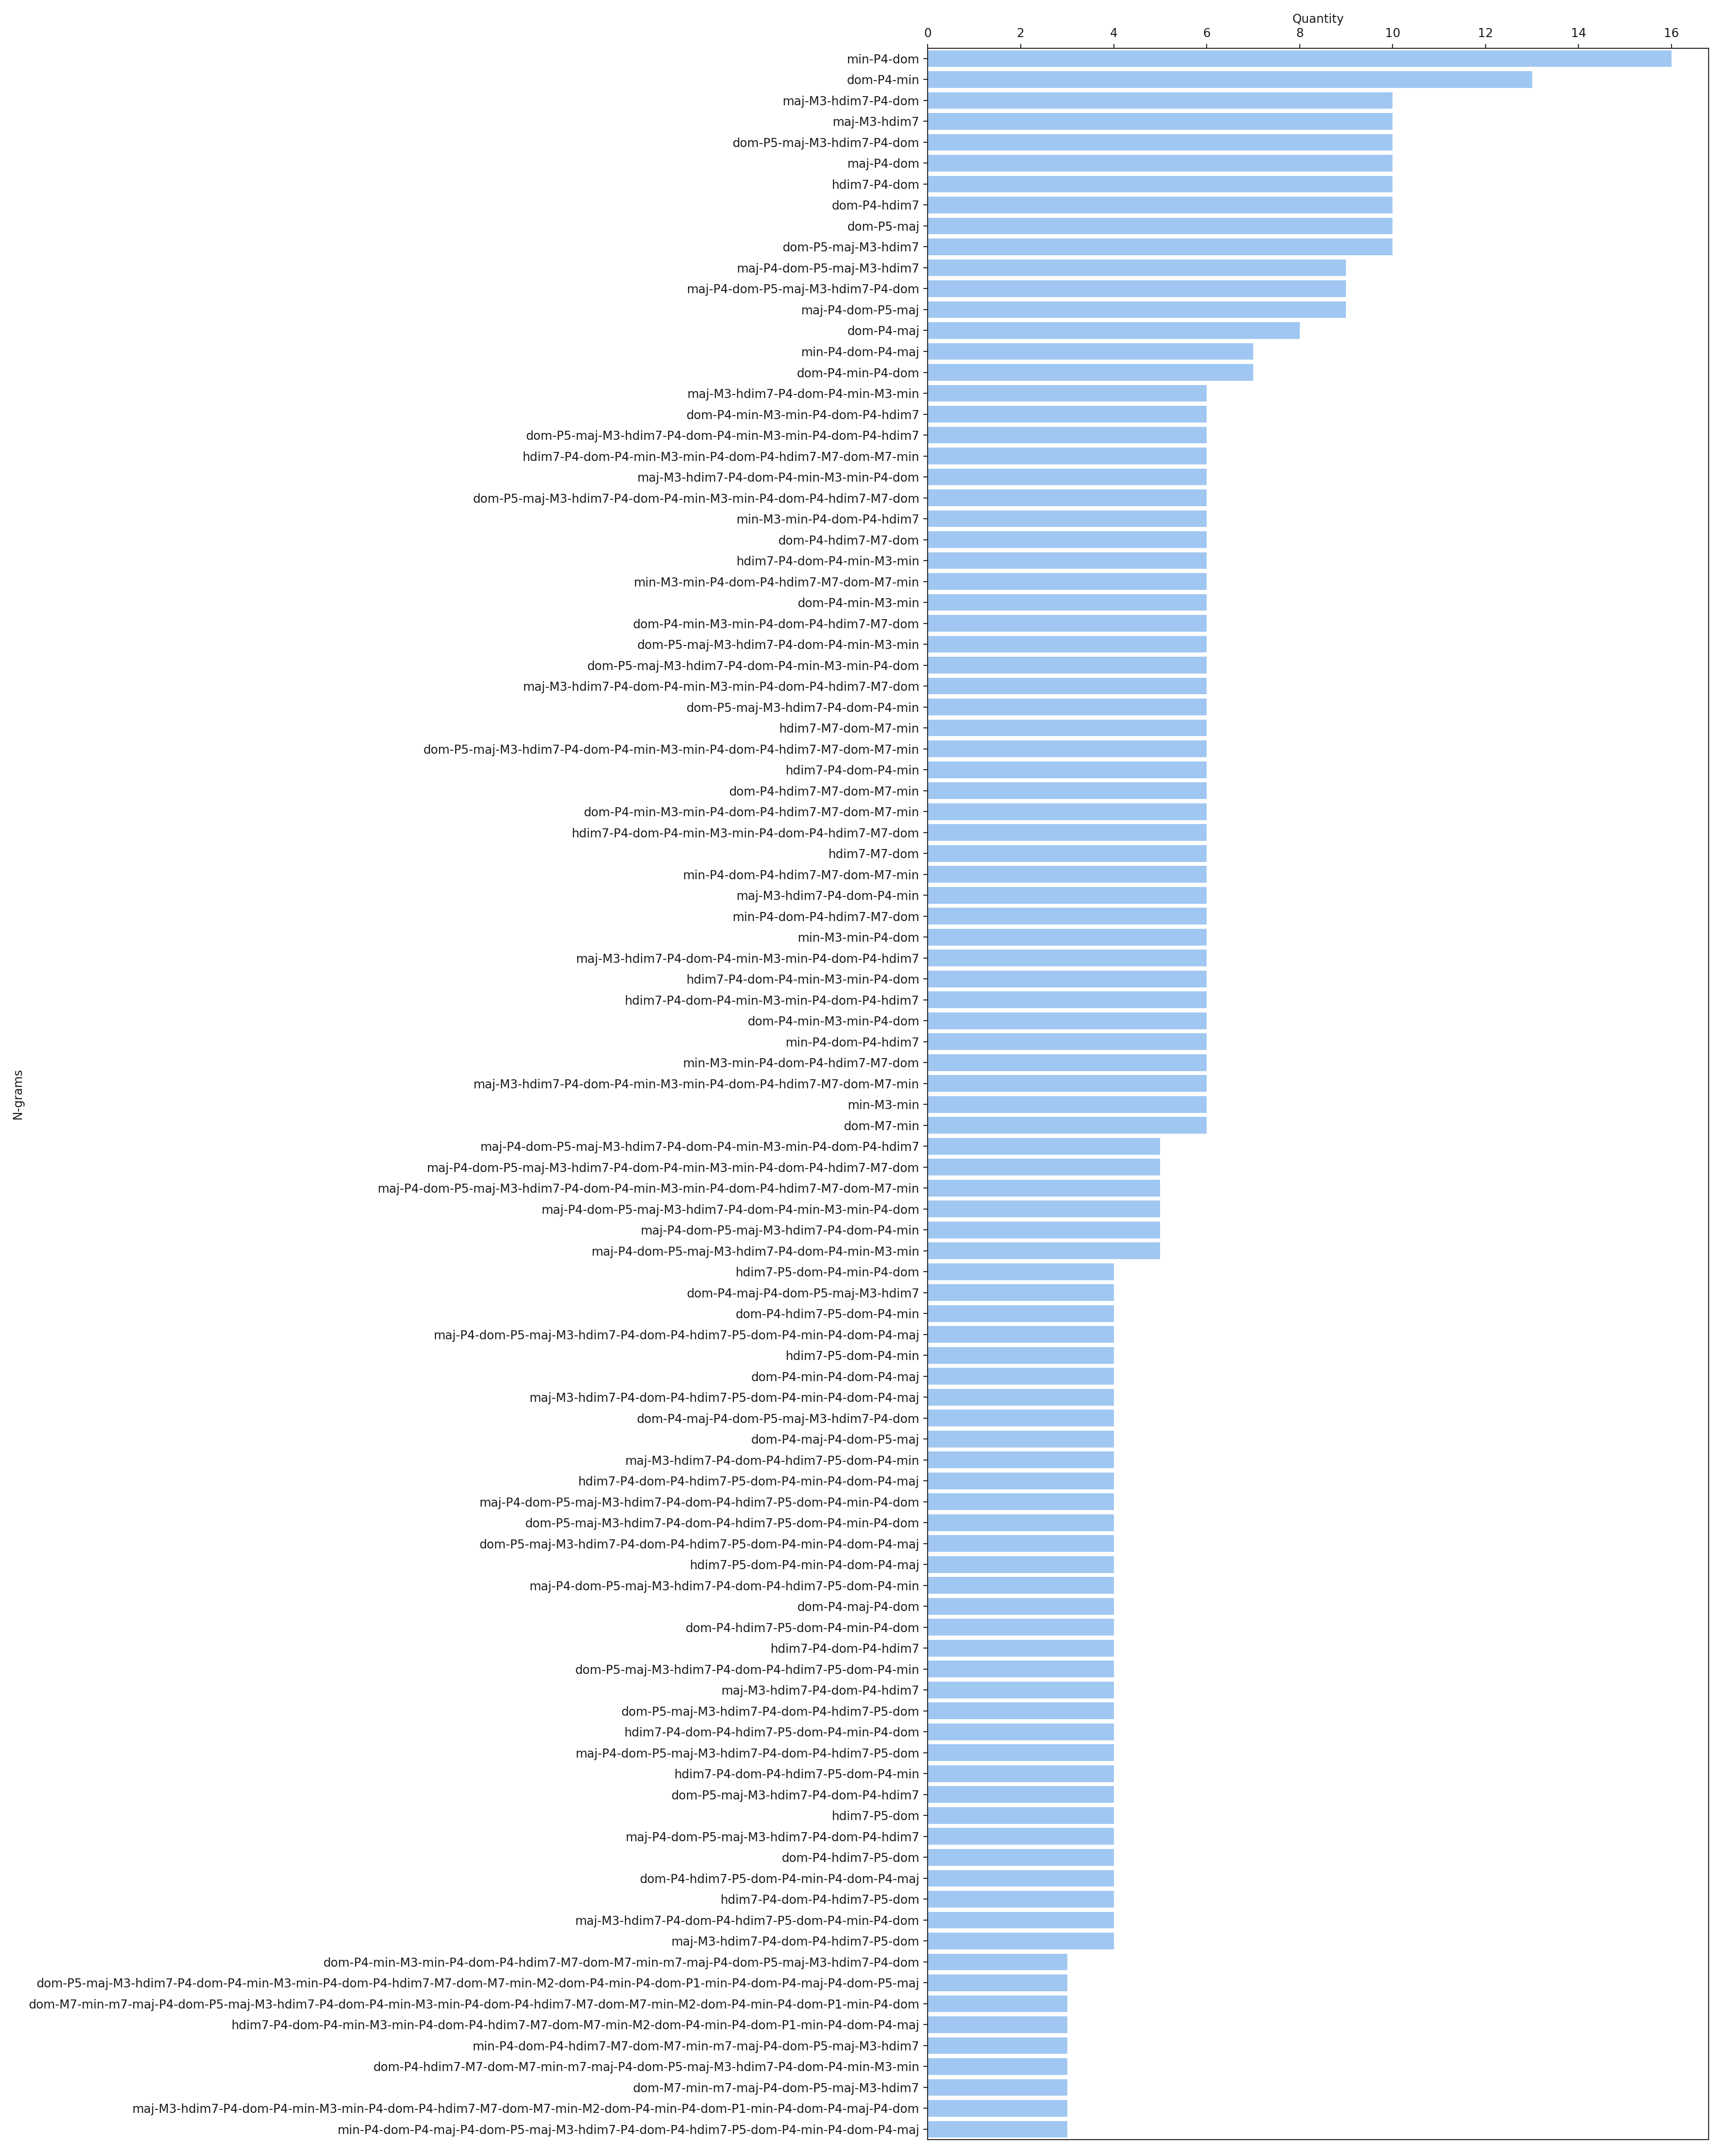 Quantity
0 2 4 6 8 10 12 14 16
min-P4-dom
dom-P4-min
maj-M3-hdim7-P4-dom
maj-M3-hdim7
dom-P5-maj-M3-hdim7-P4-dom
maj-P4-dom
hdim7-P4-dom
dom-P4-hdim7
dom-P5-maj
dom-P5-maj-M3-hdim7
maj-P4-dom-P5-maj-M3-hdim7
maj-P4-dom-P5-maj-M3-hdim7-P4-dom
maj-P4-dom-P5-maj
dom-P4-maj
min-P4-dom-P4-maj
dom-P4-min-P4-dom
maj-M3-hdim7-P4-dom-P4-min-M3-min
dom-P4-min-M3-min-P4-dom-P4-hdim7
dom-P5-maj-M3-hdim7-P4-dom-P4-min-M3-min-P4-dom-P4-hdim7
hdim7-P4-dom-P4-min-M3-min-P4-dom-P4-hdim7-M7-dom-M7-min
maj-M3-hdim7-P4-dom-P4-min-M3-min-P4-dom
dom-P5-maj-M3-hdim7-P4-dom-P4-min-M3-min-P4-dom-P4-hdim7-M7-dom
min-M3-min-P4-dom-P4-hdim7
dom-P4-hdim7-M7-dom
hdim7-P4-dom-P4-min-M3-min
min-M3-min-P4-dom-P4-hdim7-M7-dom-M7-min
dom-P4-min-M3-min
dom-P4-min-M3-min-P4-dom-P4-hdim7-M7-dom
dom-P5-maj-M3-hdim7-P4-dom-P4-min-M3-min
dom-P5-maj-M3-hdim7-P4-dom-P4-min-M3-min-P4-dom
maj-M3-hdim7-P4-dom-P4-min-M3-min-P4-dom-P4-hdim7-M7-dom
dom-P5-maj-M3-hdim7-P4-dom-P4-min
hdim7-M7-dom-M7-min
dom-P5-maj-M3-hdim7-P4-dom-P4-min-M3-min-P4-dom-P4-hdim7-M7-dom-M7-min
hdim7-P4-dom-P4-min
dom-P4-hdim7-M7-dom-M7-min
dom-P4-min-M3-min-P4-dom-P4-hdim7-M7-dom-M7-min
hdim7-P4-dom-P4-min-M3-min-P4-dom-P4-hdim7-M7-dom
hdim7-M7-dom
min-P4-dom-P4-hdim7-M7-dom-M7-min
maj-M3-hdim7-P4-dom-P4-min
min-P4-dom-P4-hdim7-M7-dom
min-M3-min-P4-dom
maj-M3-hdim7-P4-dom-P4-min-M3-min-P4-dom-P4-hdim7
hdim7-P4-dom-P4-min-M3-min-P4-dom
hdim7-P4-dom-P4-min-M3-min-P4-dom-P4-hdim7
dom-P4-min-M3-min-P4-dom
min-P4-dom-P4-hdim7
min-M3-min-P4-dom-P4-hdim7-M7-dom
maj-M3-hdim7-P4-dom-P4-min-M3-min-P4-dom-P4-hdim7-M7-dom-M7-min
N-grams
min-M3-min
dom-M7-min
maj-P4-dom-P5-maj-M3-hdim7-P4-dom-P4-min-M3-min-P4-dom-P4-hdim7
maj-P4-dom-P5-maj-M3-hdim7-P4-dom-P4-min-M3-min-P4-dom-P4-hdim7-M7-dom
maj-P4-dom-P5-maj-M3-hdim7-P4-dom-P4-min-M3-min-P4-dom-P4-hdim7-M7-dom-M7-min
maj-P4-dom-P5-maj-M3-hdim7-P4-dom-P4-min-M3-min-P4-dom
maj-P4-dom-P5-maj-M3-hdim7-P4-dom-P4-min
maj-P4-dom-P5-maj-M3-hdim7-P4-dom-P4-min-M3-min
hdim7-P5-dom-P4-min-P4-dom
dom-P4-maj-P4-dom-P5-maj-M3-hdim7
dom-P4-hdim7-P5-dom-P4-min
maj-P4-dom-P5-maj-M3-hdim7-P4-dom-P4-hdim7-P5-dom-P4-min-P4-dom-P4-maj
hdim7-P5-dom-P4-min
dom-P4-min-P4-dom-P4-maj
maj-M3-hdim7-P4-dom-P4-hdim7-P5-dom-P4-min-P4-dom-P4-maj
dom-P4-maj-P4-dom-P5-maj-M3-hdim7-P4-dom
dom-P4-maj-P4-dom-P5-maj
maj-M3-hdim7-P4-dom-P4-hdim7-P5-dom-P4-min
hdim7-P4-dom-P4-hdim7-P5-dom-P4-min-P4-dom-P4-maj
maj-P4-dom-P5-maj-M3-hdim7-P4-dom-P4-hdim7-P5-dom-P4-min-P4-dom
dom-P5-maj-M3-hdim7-P4-dom-P4-hdim7-P5-dom-P4-min-P4-dom
dom-P5-maj-M3-hdim7-P4-dom-P4-hdim7-P5-dom-P4-min-P4-dom-P4-maj
hdim7-P5-dom-P4-min-P4-dom-P4-maj
maj-P4-dom-P5-maj-M3-hdim7-P4-dom-P4-hdim7-P5-dom-P4-min
dom-P4-maj-P4-dom
dom-P4-hdim7-P5-dom-P4-min-P4-dom
hdim7-P4-dom-P4-hdim7
dom-P5-maj-M3-hdim7-P4-dom-P4-hdim7-P5-dom-P4-min
maj-M3-hdim7-P4-dom-P4-hdim7
dom-P5-maj-M3-hdim7-P4-dom-P4-hdim7-P5-dom
hdim7-P4-dom-P4-hdim7-P5-dom-P4-min-P4-dom
maj-P4-dom-P5-maj-M3-hdim7-P4-dom-P4-hdim7-P5-dom
hdim7-P4-dom-P4-hdim7-P5-dom-P4-min
dom-P5-maj-M3-hdim7-P4-dom-P4-hdim7
hdim7-P5-dom
maj-P4-dom-P5-maj-M3-hdim7-P4-dom-P4-hdim7
dom-P4-hdim7-P5-dom
dom-P4-hdim7-P5-dom-P4-min-P4-dom-P4-maj
hdim7-P4-dom-P4-hdim7-P5-dom
maj-M3-hdim7-P4-dom-P4-hdim7-P5-dom-P4-min-P4-dom
maj-M3-hdim7-P4-dom-P4-hdim7-P5-dom
dom-P4-min-M3-min-P4-dom-P4-hdim7-M7-dom-M7-min-m7-maj-P4-dom-P5-maj-M3-hdim7-P4-dom
dom-P5-maj-M3-hdim7-P4-dom-P4-min-M3-min-P4-dom-P4-hdim7-M7-dom-M7-min-M2-dom-P4-min-P4-dom-P1-min-P4-dom-P4-maj-P4-dom-P5-maj
dom-M7-min-m7-maj-P4-dom-P5-maj-M3-hdim7-P4-dom-P4-min-M3-min-P4-dom-P4-hdim7-M7-dom-M7-min-M2-dom-P4-min-P4-dom-P1-min-P4-dom
hdim7-P4-dom-P4-min-M3-min-P4-dom-P4-hdim7-M7-dom-M7-min-M2-dom-P4-min-P4-dom-P1-min-P4-dom-P4-maj
min-P4-dom-P4-hdim7-M7-dom-M7-min-m7-maj-P4-dom-P5-maj-M3-hdim7
dom-P4-hdim7-M7-dom-M7-min-m7-maj-P4-dom-P5-maj-M3-hdim7-P4-dom-P4-min-M3-min
dom-M7-min-m7-maj-P4-dom-P5-maj-M3-hdim7
maj-M3-hdim7-P4-dom-P4-min-M3-min-P4-dom-P4-hdim7-M7-dom-M7-min-M2-dom-P4-min-P4-dom-P1-min-P4-dom-P4-maj-P4-dom
min-P4-dom-P4-maj-P4-dom-P5-maj-M3-hdim7-P4-dom-P4-hdim7-P5-dom-P4-min-P4-dom-P4-maj